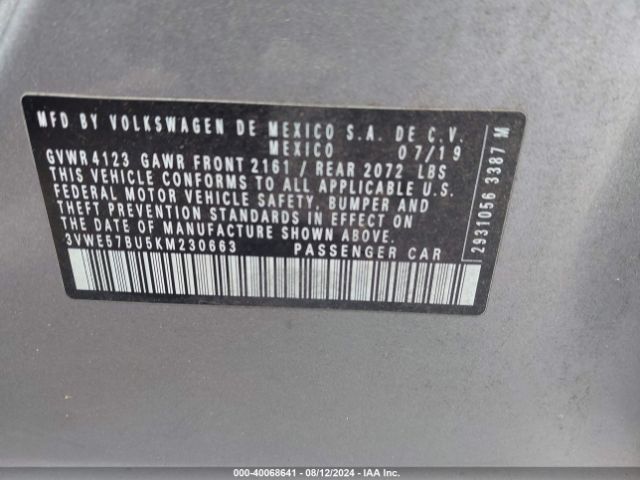 MFD BY VOLKSWAGEN DE MEXICO S.A. DE C.V.
MEXICO 07/19
GVWR 4123 GAWR FRONT 2161 / REAR 2072 LBS
THIS VEHICLE CONFORMS TO ALL APPLICABLE U.S.
FEDERAL MOTOR VEHICLE SAFETY, BUMPER AND
THEFT PREVENTION STANDARDS IN EFFECT ON
THE DATE OF MANUFACTURE SHOWN ABOVE.
3VWE57BU5KM230663 PASSENGER CAR
2931056 3387 M
000-40068641 - 08/12/2024 - IAA Inc.